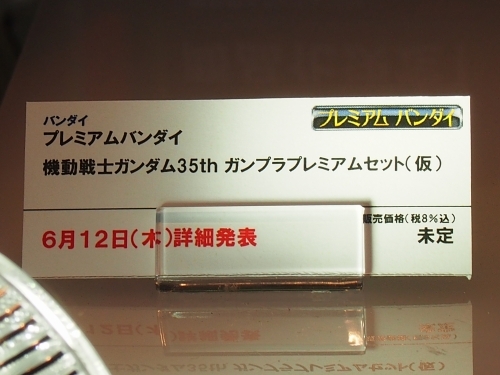 バンダイ
プレミアム バンダイ
プレミアムバンダイ
機動戦士ガンダム35th ガンプラプレミアムセット(仮)
販売価格(税8%込)
6月12日(木)詳細発表
未定